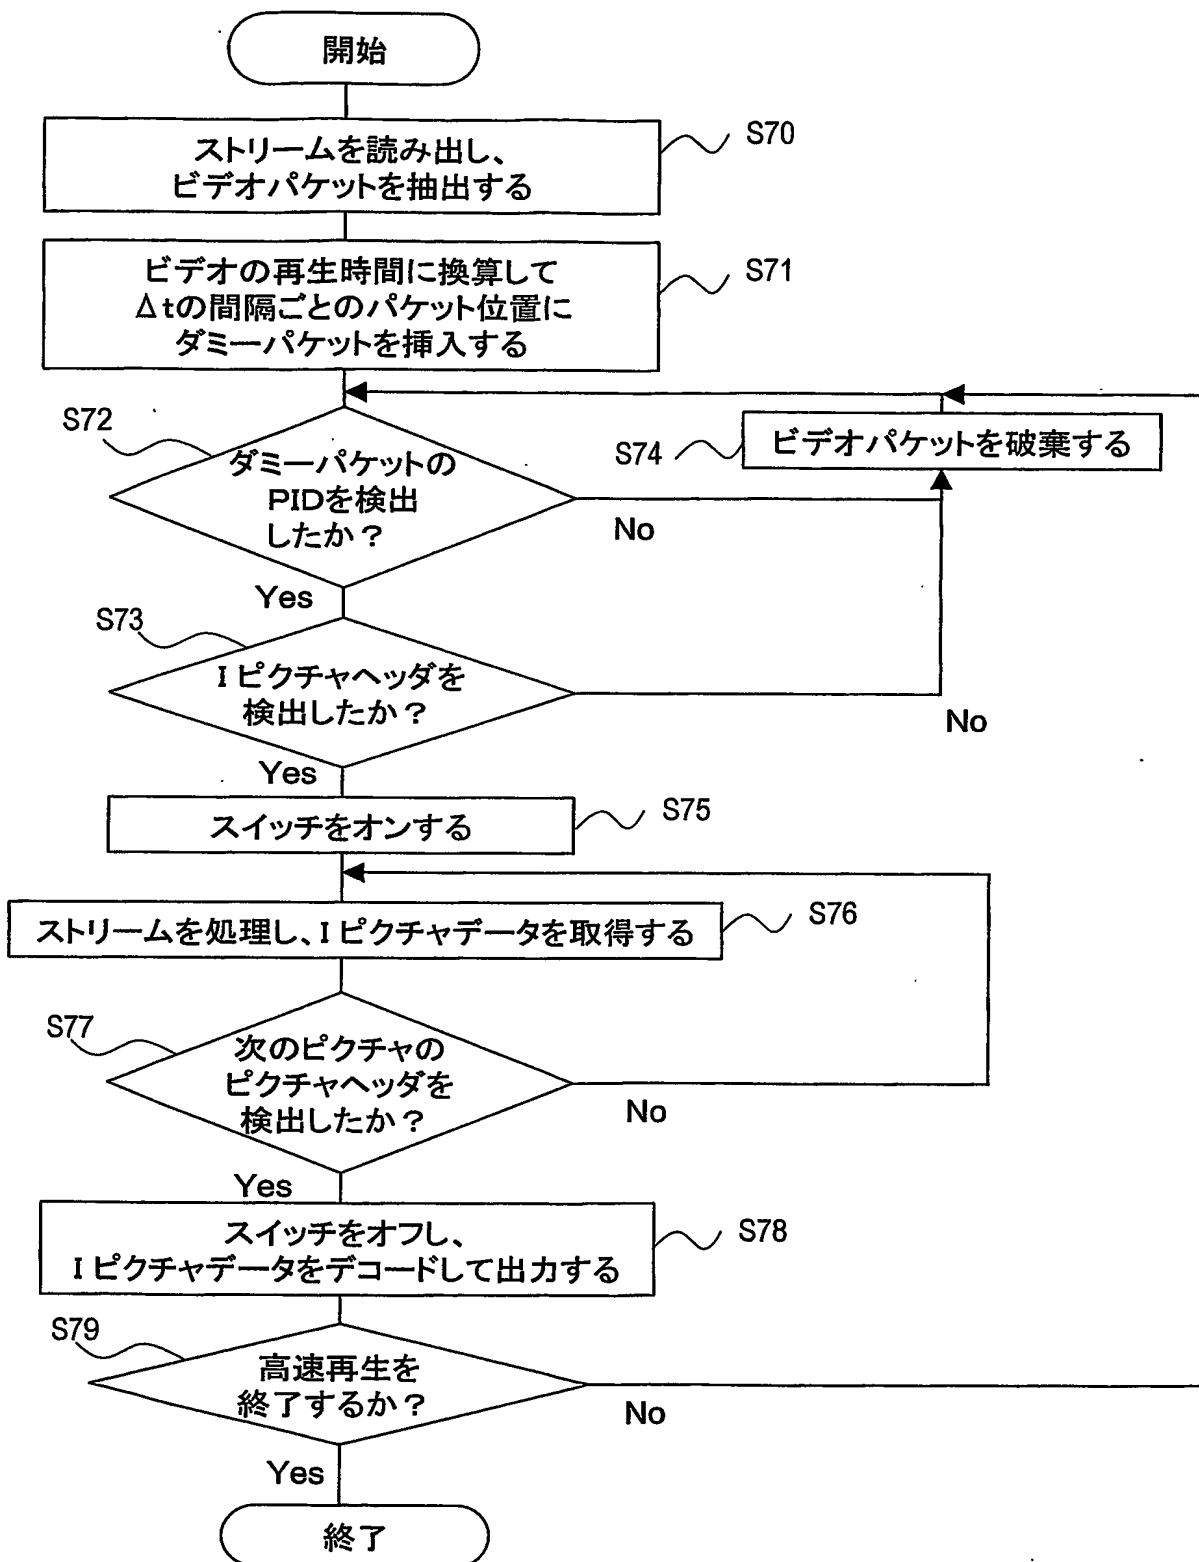 開始
ストリームを読み出し、
ビデオパケットを抽出する
S70
ビデオの再生時間に換算して
Δtの間隔ごとのパケット位置に
ダミーパケットを挿入する
S71
S72
ダミーパケットの
PIDを検出
したか？
No
S74
ビデオパケットを破棄する
Yes
S73
Iピクチャヘッダを
検出したか？
No
Yes
スイッチをオンする
S75
ストリームを処理し、Iピクチャデータを取得する
S76
S77
次のピクチャの
ピクチャヘッダを
検出したか？
No
Yes
スイッチをオフし、
Iピクチャデータをデコードして出力する
S78
S79
高速再生を
終了するか？
No
Yes
終了